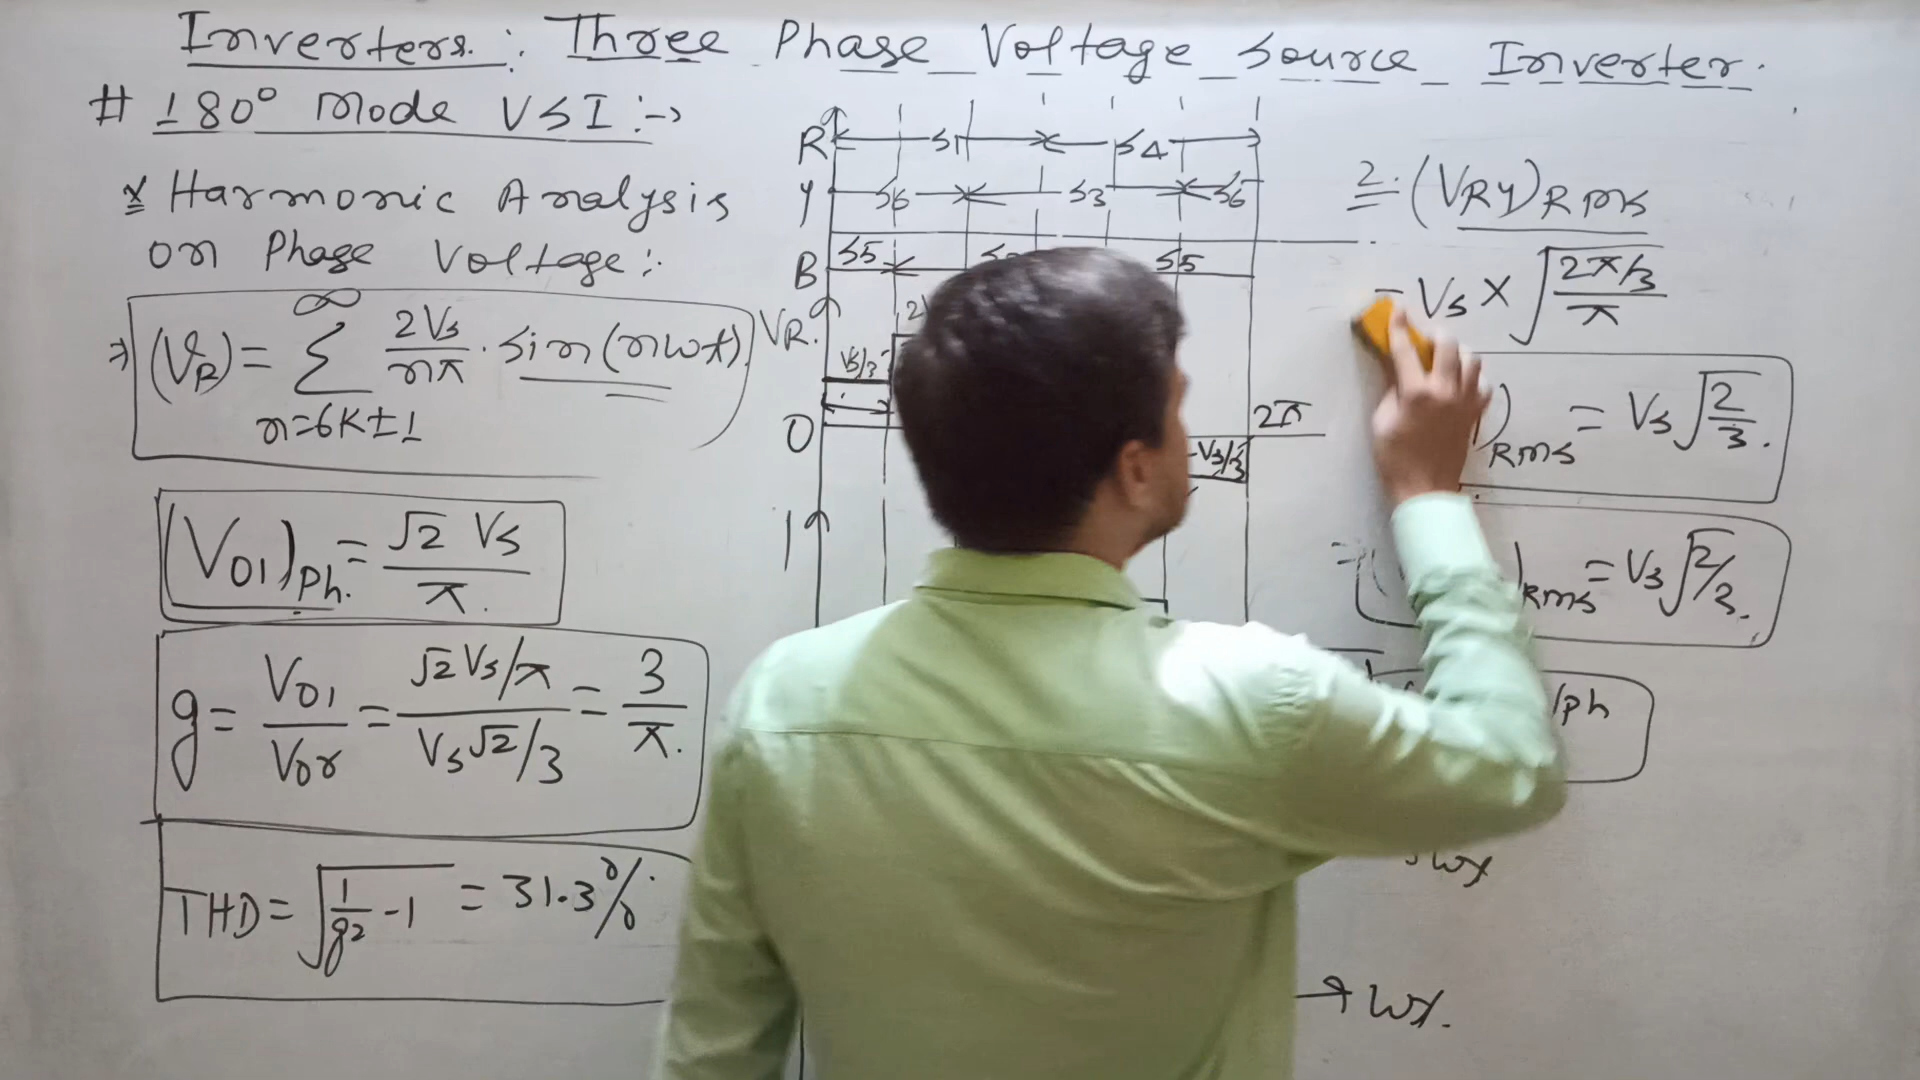 Inverters : Three Phase Voltage Source Inverter.
# 180° Mode VSI :→
* Harmonic Analysis
on Phase Voltage :
⇒ (V_R) = ∞ Σ n=6K±1 2Vs/nπ · sin(nωt)
(V01)Ph. = √2 Vs/π.
g = V01/V0r = √2Vs/π / Vs√2/3 = 3/π.
THD = √(1/g² - 1) = 31.3%
R S1 S4
Y S6 S3 S6
B S5 S5
VR.
Vs/3
0
-Vs/3
2π
2. (VRY)RMS
= Vs × √(2π/3 / π)
)RMS = Vs √(2/3).
⇒ ( )RMS = Vs √2/3.
/Ph
ωt
→ ωt.